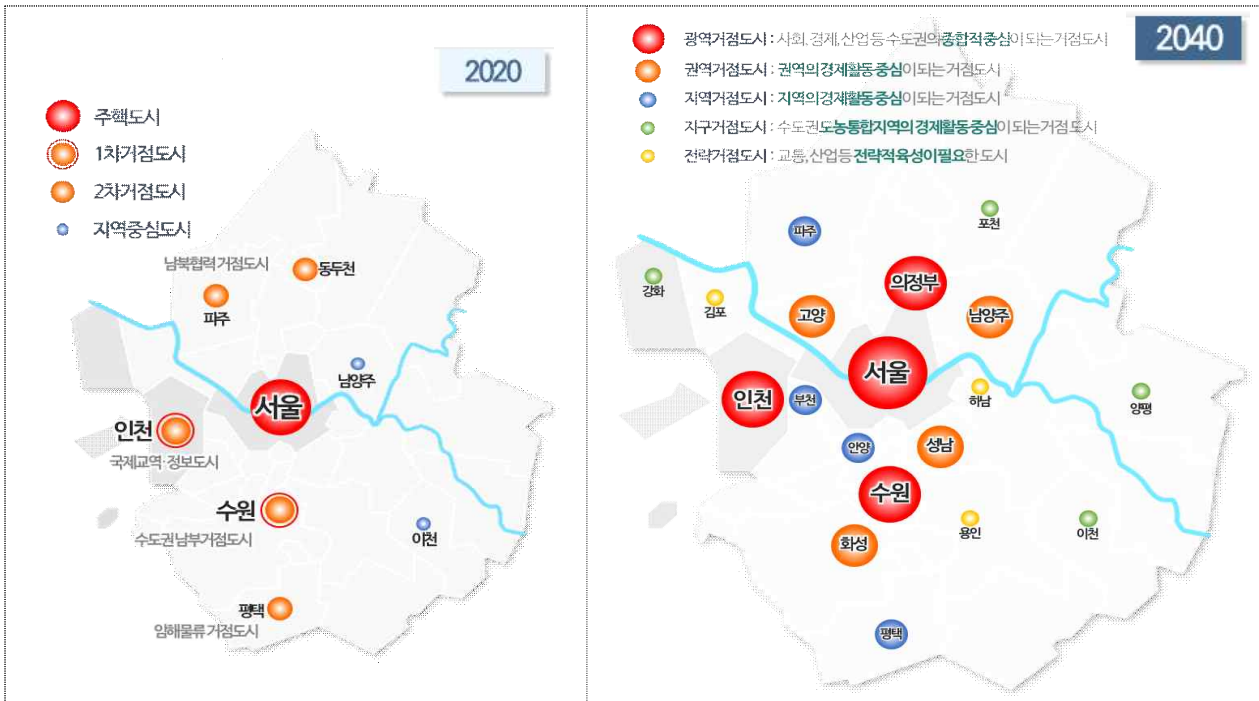 2020
주핵도시
1차거점도시
2차거점도시
지역중심도시
남북협력 거점도시
동두천
파주
남양주
서울
인천
국제교역·정보도시
수원
수도권 남부거점도시
이천
평택
임해물류 거점도시
2040
광역거점도시 : 사회, 경제, 산업 등 수도권의 종합적 중심이 되는 거점 도시
권역거점도시 : 권역의 경제활동 중심이 되는 거점도시
지역거점도시 : 지역의 경제활동 중심이 되는 거점도시
지구거점도시 : 수도권 도농통합지역의 경제활동 중심이 되는 거점 도시
전략거점도시 : 교통, 산업 등 전략적 육성이 필요한 도시
포천
파주
강화
김포
의정부
고양
남양주
서울
인천
부천
하남
양평
안양
성남
수원
용인
이천
화성
평택